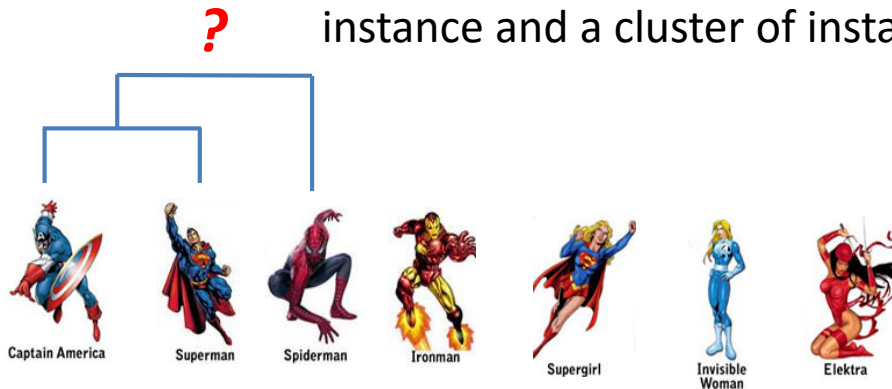 ? instance and a cluster of insta
Captain America Superman Spiderman Ironman Supergirl Invisible Woman Elektra